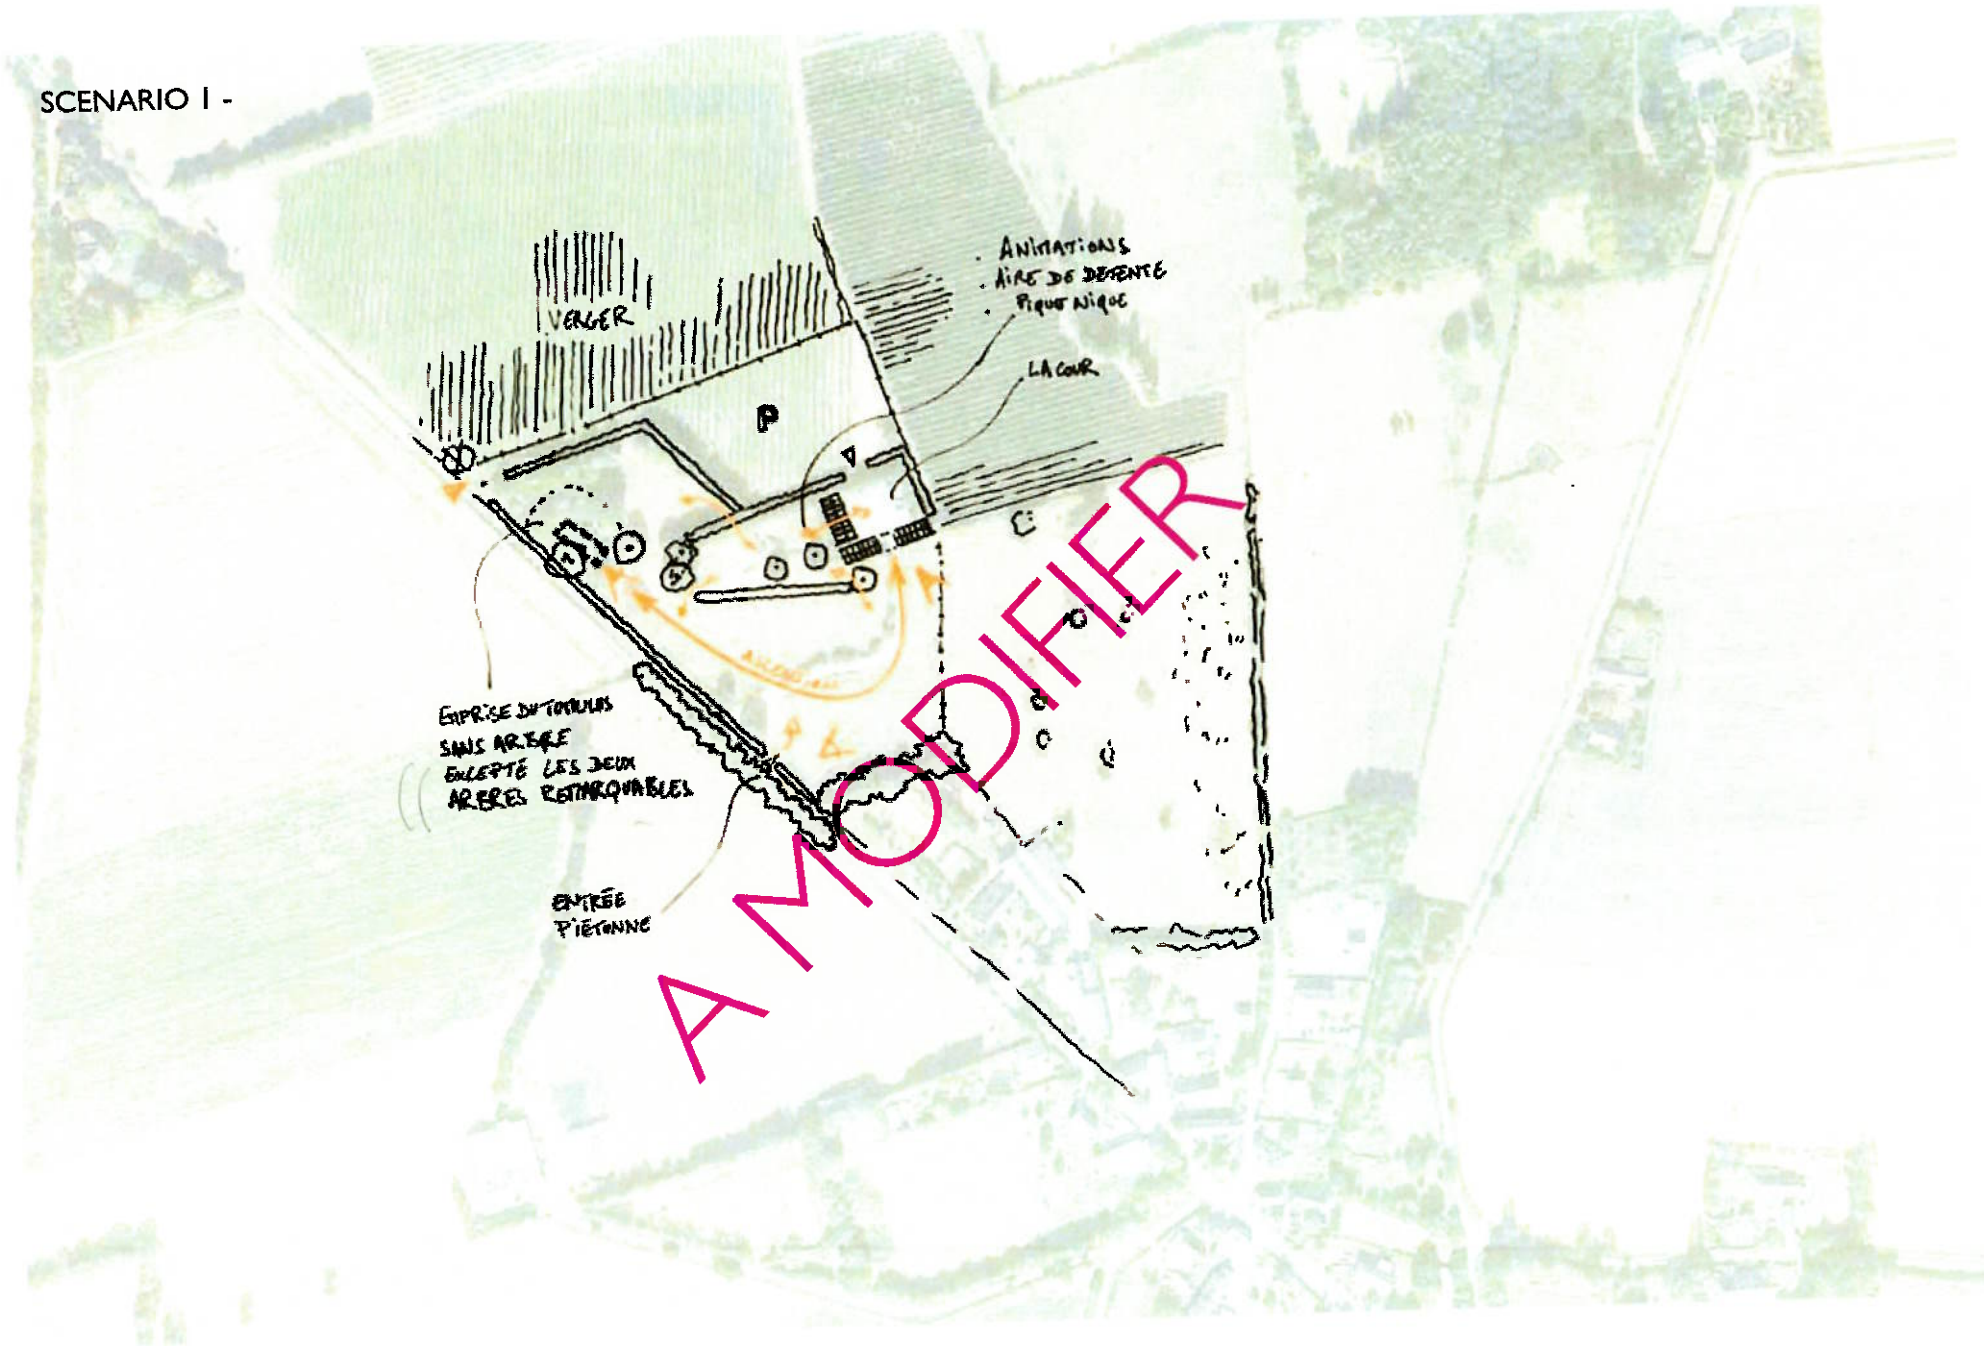 SCENARIO 1 -
. ANIMATIONS
. AIRE DE DETENTE
. PIQUE NIQUE
VERGER
LA COUR
P
ASCENSION
EMPRISE DU TUMULUS
SANS ARBRE
EXCEPTÉ LES DEUX
ARBRES REMARQUABLES
ENTRÉE
PIÉTONNE
A MODIFIER